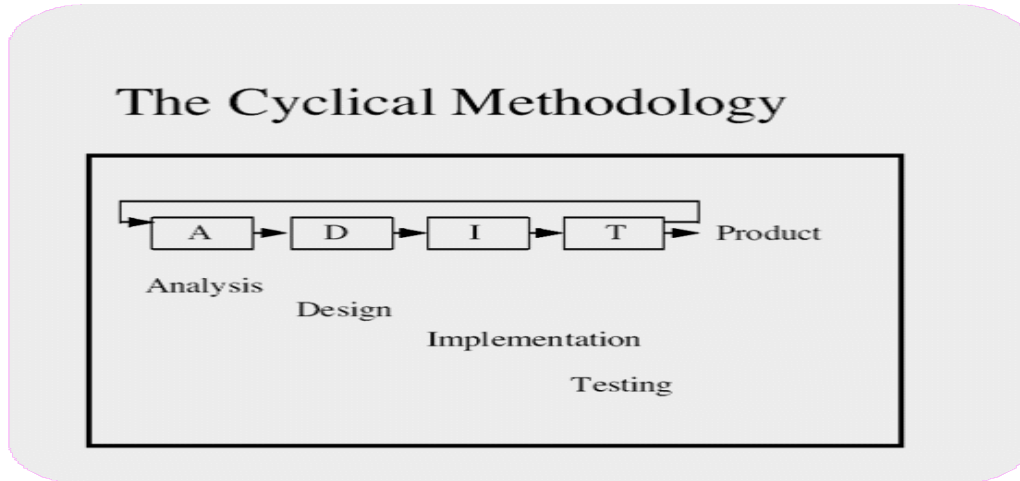 The Cyclical Methodology
A D I T Product
Analysis
Design
Implementation
Testing